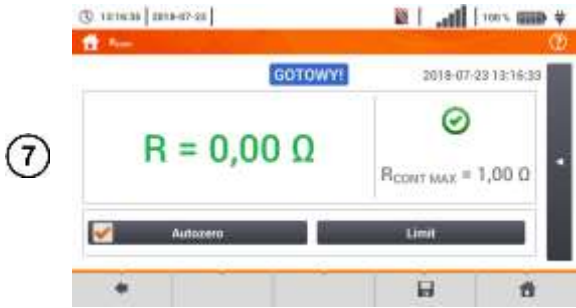 13:16:35 2018-07-23 100 %
RCONT
GOTOWY! 2018-07-23 13:16:33
7
R = 0,00 Ω
RCONT MAX = 1,00 Ω
Autozero Limit